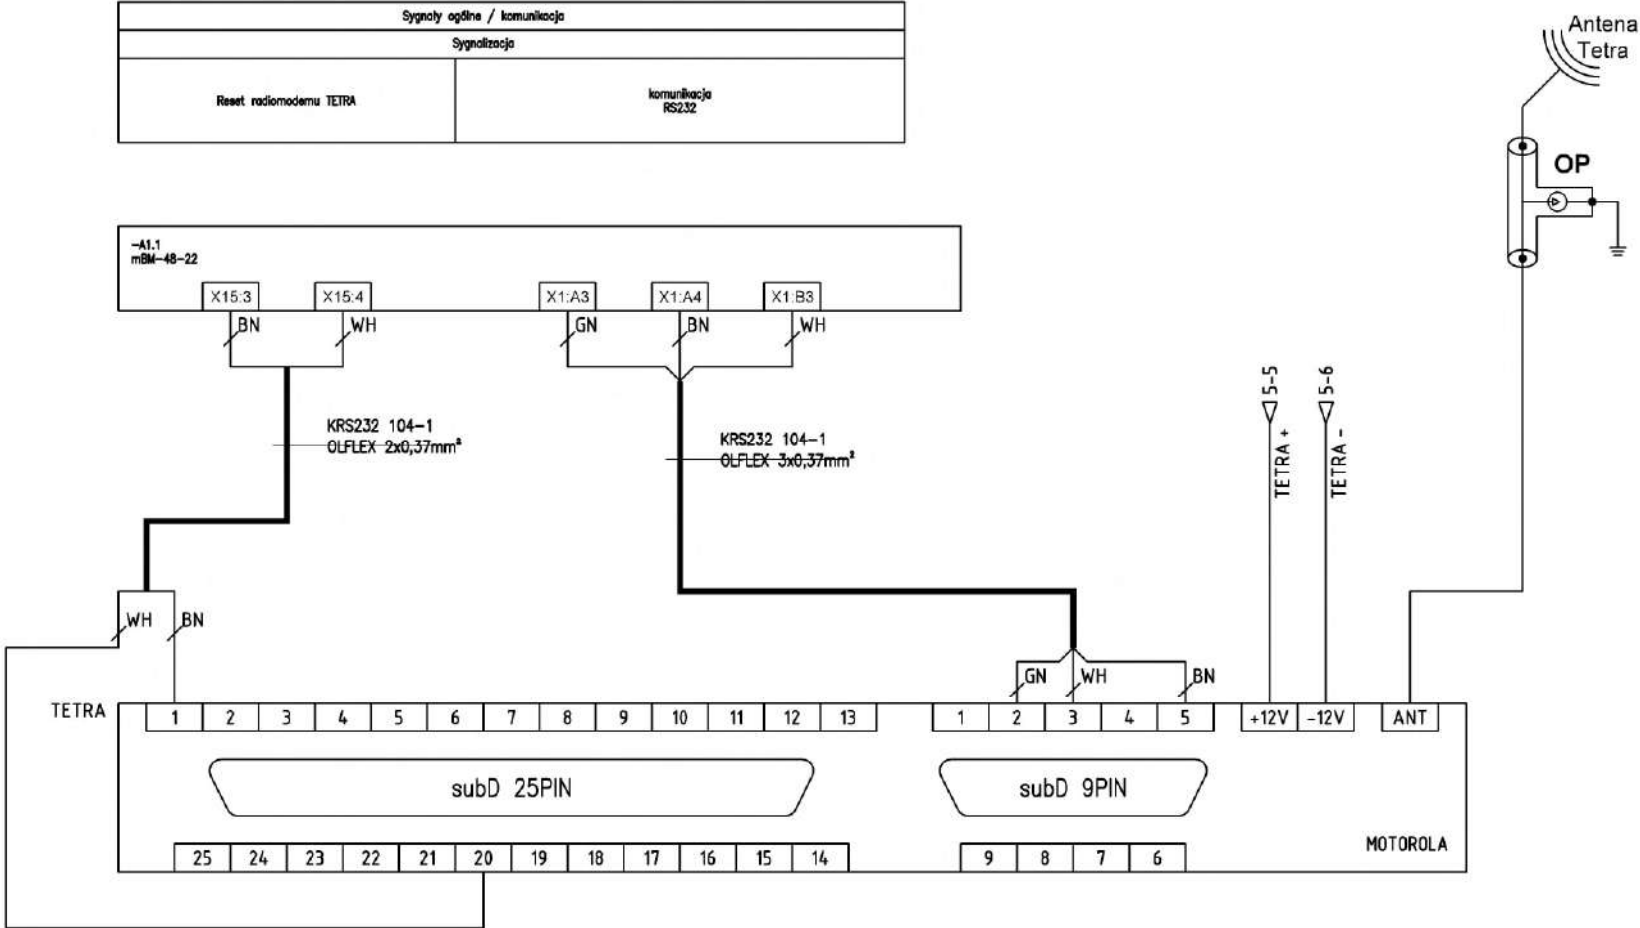 Sygnały ogólne / komunikacja
Sygnalizacja
Reset radiomodemu TETRA
komunikacja
RS232
Antena
Tetra
OP
-A1.1
mBM-48-22
X15:3
X15:4
X1:A3
X1:A4
X1:B3
BN
WH
GN
BN
WH
KRS232 104-1
OLFLEX 2x0,37mm²
KRS232 104-1
OLFLEX 3x0,37mm²
5-5
5-6
TETRA +
TETRA -
WH
BN
GN
WH
BN
TETRA
1 2 3 4 5 6 7 8 9 10 11 12 13
1 2 3 4 5
+12V
-12V
ANT
subD 25PIN
subD 9PIN
MOTOROLA
25 24 23 22 21 20 19 18 17 16 15 14
9 8 7 6